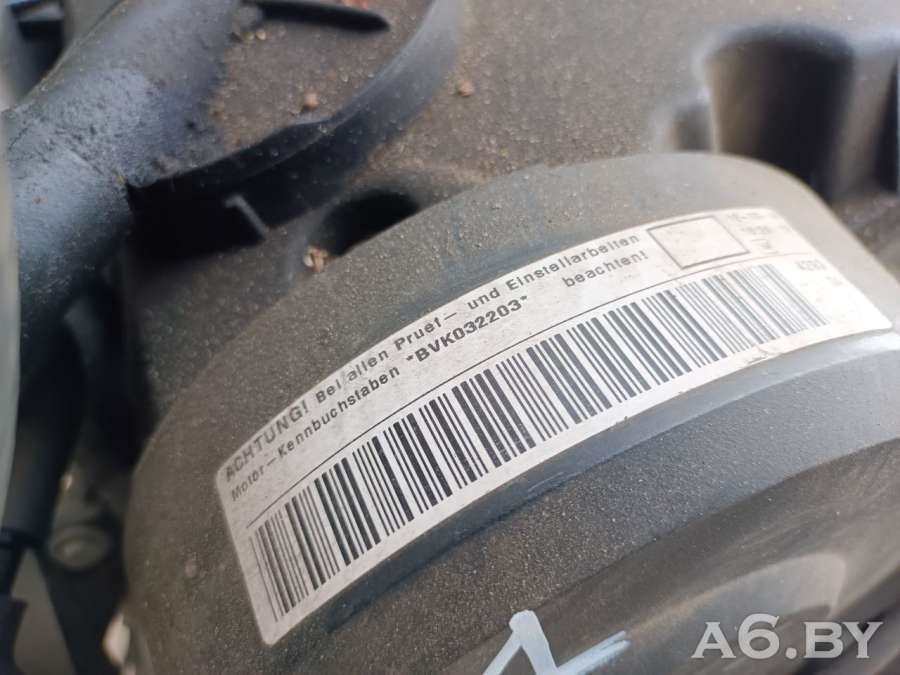 ACHTUNG! Bei allen Pruef- und Einstellarbeiten
Motor-Kennbuchstaben *BVK032203* beachten!
A6.BY